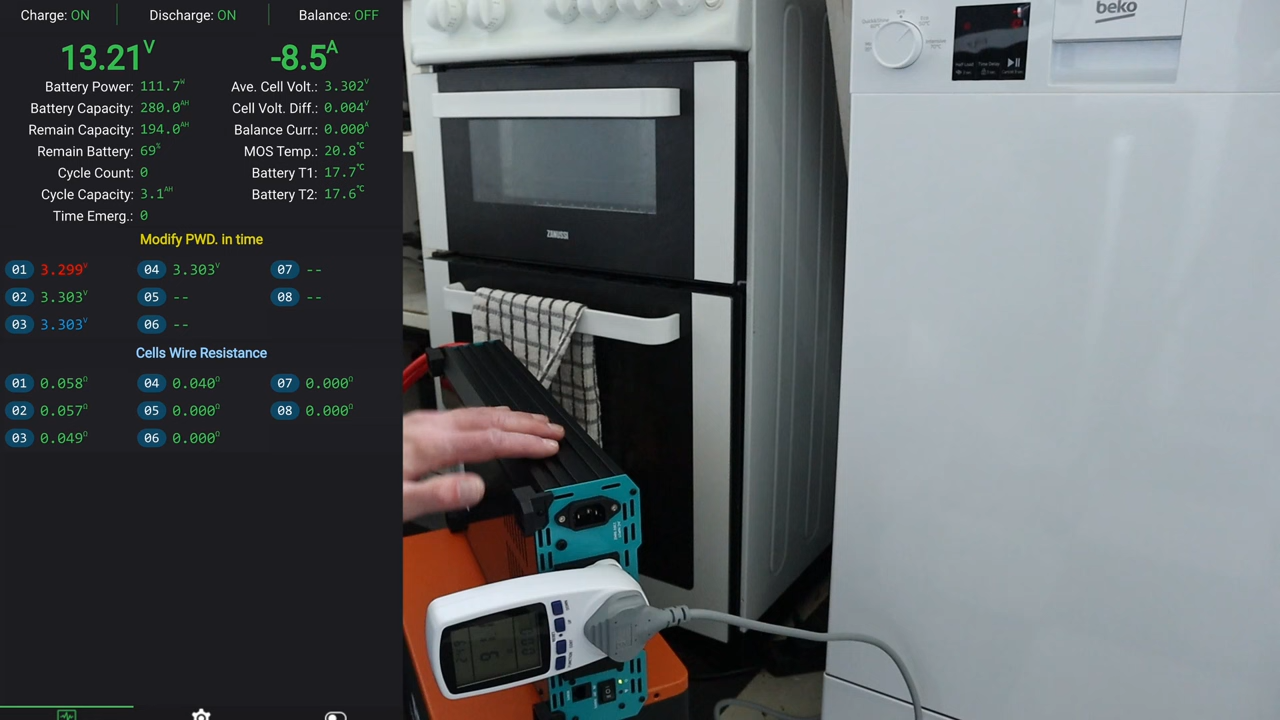 Charge: ON Discharge: ON Balance: OFF
13.21V -8.5A
Battery Power: 111.7W Ave. Cell Volt.: 3.302V
Battery Capacity: 280.0AH Cell Volt. Diff.: 0.004V
Remain Capacity: 194.0AH Balance Curr.: 0.000A
Remain Battery: 69% MOS Temp.: 20.8℃
Cycle Count: 0 Battery T1: 17.7℃
Cycle Capacity: 3.1AH Battery T2: 17.6℃
Time Emerg.: 0
Modify PWD. in time
01 3.299V 04 3.303V 07 --
02 3.303V 05 -- 08 --
03 3.303V 06 --
Cells Wire Resistance
01 0.058Ω 04 0.040Ω 07 0.000Ω
02 0.057Ω 05 0.000Ω 08 0.000Ω
03 0.049Ω 06 0.000Ω
ZANUSSI
beko
OFF